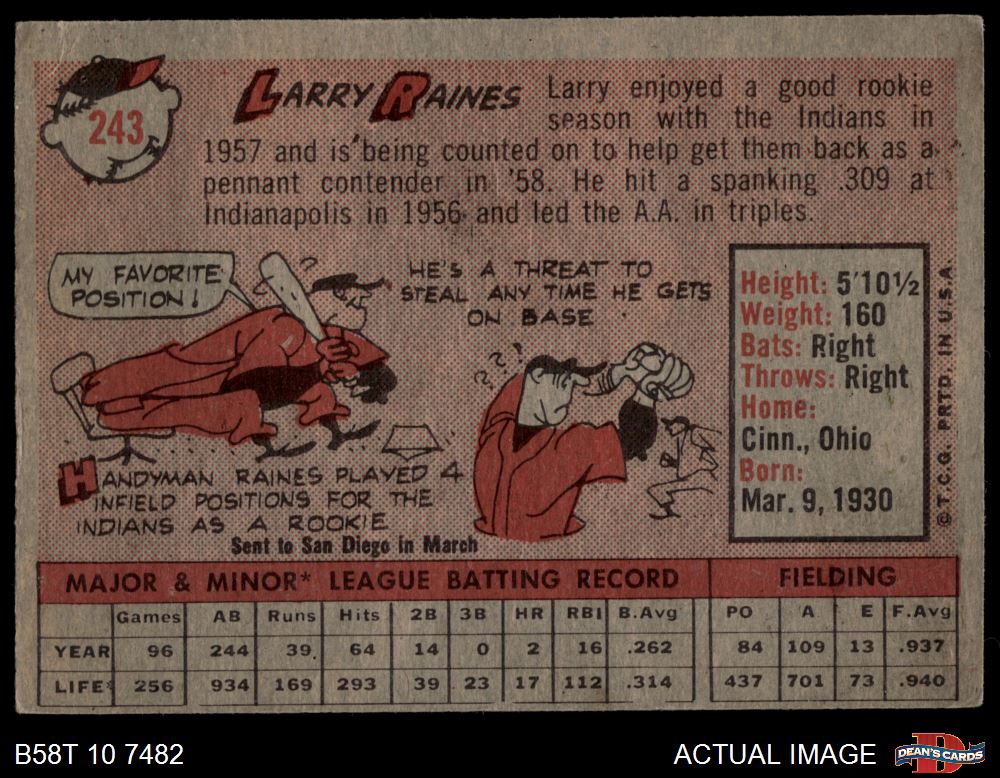 243
LARRY RAINES
Larry enjoyed a good rookie
season with the Indians in
1957 and is being counted on to help get them back as a
pennant contender in '58. He hit a spanking .309 at
Indianapolis in 1956 and led the A.A. in triples.
MY FAVORITE
POSITION!
HE'S A THREAT TO
STEAL ANY TIME HE GETS
ON BASE
?
? ? !
HANDYMAN RAINES PLAYED 4
INFIELD POSITIONS FOR THE
INDIANS AS A ROOKIE
Sent to San Diego in March
Height: 5'10½
Weight: 160
Bats: Right
Throws: Right
Home:
Cinn., Ohio
Born:
Mar. 9, 1930
© T.C.G. PRTD. IN U.S.A.
MAJOR & MINOR* LEAGUE BATTING RECORD FIELDING
Games AB Runs Hits 2B 3B HR RBI B.Avg PO A E F.Avg
YEAR 96 244 39 64 14 0 2 16 .262 84 109 13 .937
LIFE* 256 934 169 293 39 23 17 112 .314 437 701 73 .940
B58T 10 7482 ACTUAL IMAGE DEAN'S CARDS